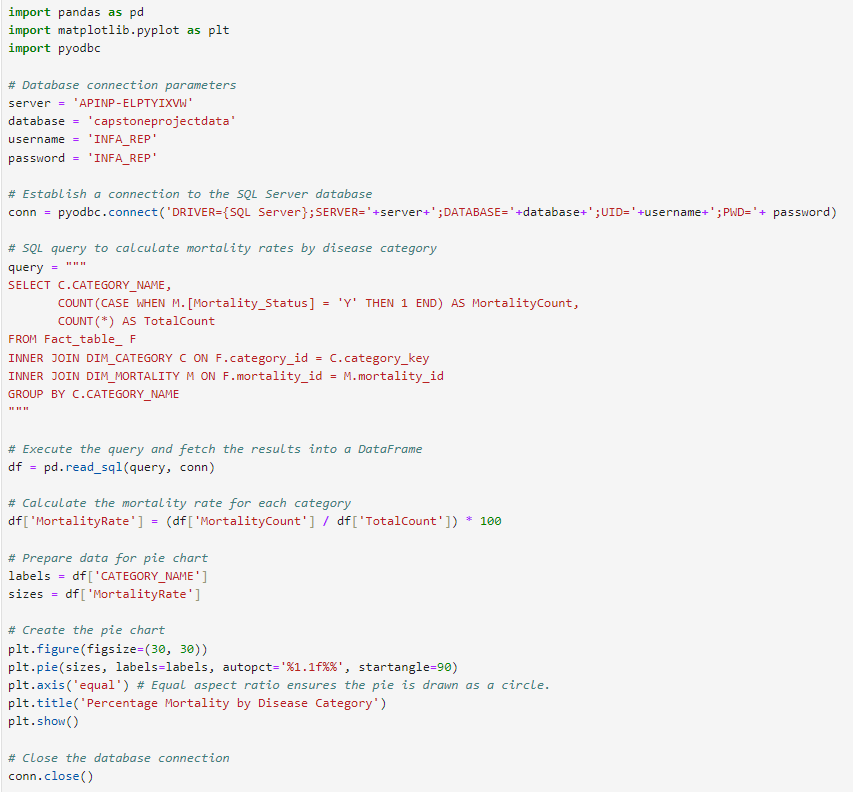 import pandas as pd
import matplotlib.pyplot as plt
import pyodbc

# Database connection parameters
server = 'APINP-ELPTYIXVW'
database = 'capstoneprojectdata'
username = 'INFA_REP'
password = 'INFA_REP'

# Establish a connection to the SQL Server database
conn = pyodbc.connect('DRIVER={SQL Server};SERVER='+server+';DATABASE='+database+';UID='+username+';PWD='+ password)

# SQL query to calculate mortality rates by disease category
query = """
SELECT C.CATEGORY_NAME,
       COUNT(CASE WHEN M.[Mortality_Status] = 'Y' THEN 1 END) AS MortalityCount,
       COUNT(*) AS TotalCount
FROM Fact_table_ F
INNER JOIN DIM_CATEGORY C ON F.category_id = C.category_key
INNER JOIN DIM_MORTALITY M ON F.mortality_id = M.mortality_id
GROUP BY C.CATEGORY_NAME
"""

# Execute the query and fetch the results into a DataFrame
df = pd.read_sql(query, conn)

# Calculate the mortality rate for each category
df['MortalityRate'] = (df['MortalityCount'] / df['TotalCount']) * 100

# Prepare data for pie chart
labels = df['CATEGORY_NAME']
sizes = df['MortalityRate']

# Create the pie chart
plt.figure(figsize=(30, 30))
plt.pie(sizes, labels=labels, autopct='%1.1f%%', startangle=90)
plt.axis('equal') # Equal aspect ratio ensures the pie is drawn as a circle.
plt.title('Percentage Mortality by Disease Category')
plt.show()

# Close the database connection
conn.close()